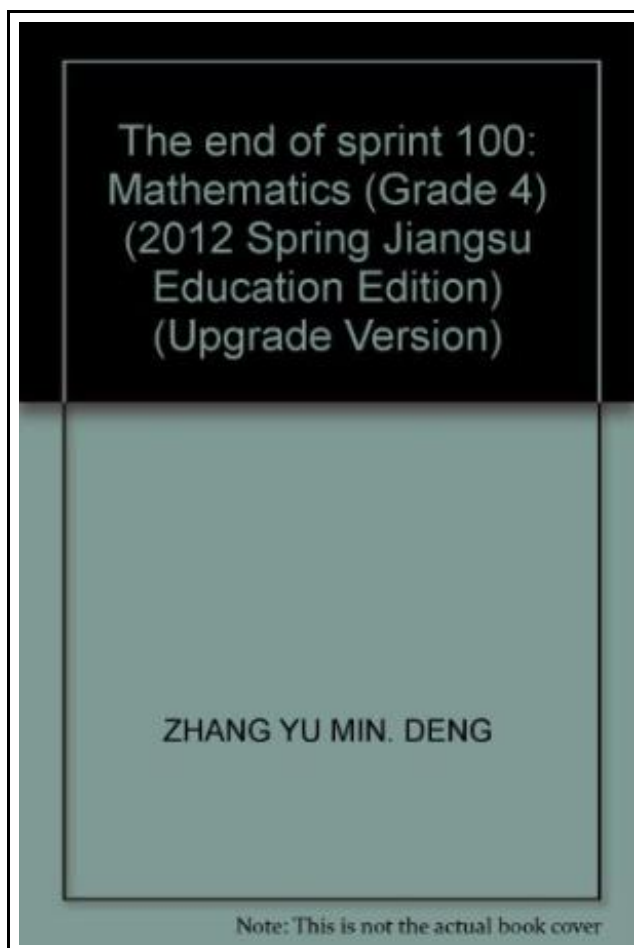 The end of sprint 100:
Mathematics (Grade 4)
(2012 Spring Jiangsu
Education Edition)
(Upgrade Version)
ZHANG YU MIN. DENG
Note: This is not the actual book cover